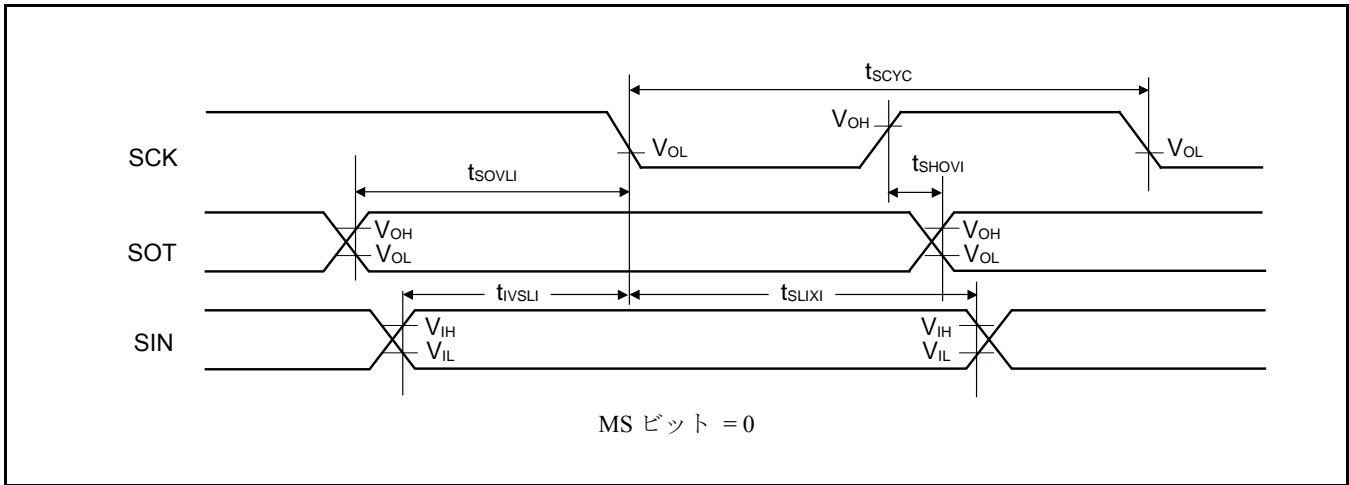 tSCYC
VOH
SCK
VOL
VOL
tSHOVI
tSOVLI
VOH
VOH
SOT
VOL
VOL
tIVSLI
tSLIXI
VIH
VIH
SIN
VIL
VIL
MS ビット = 0